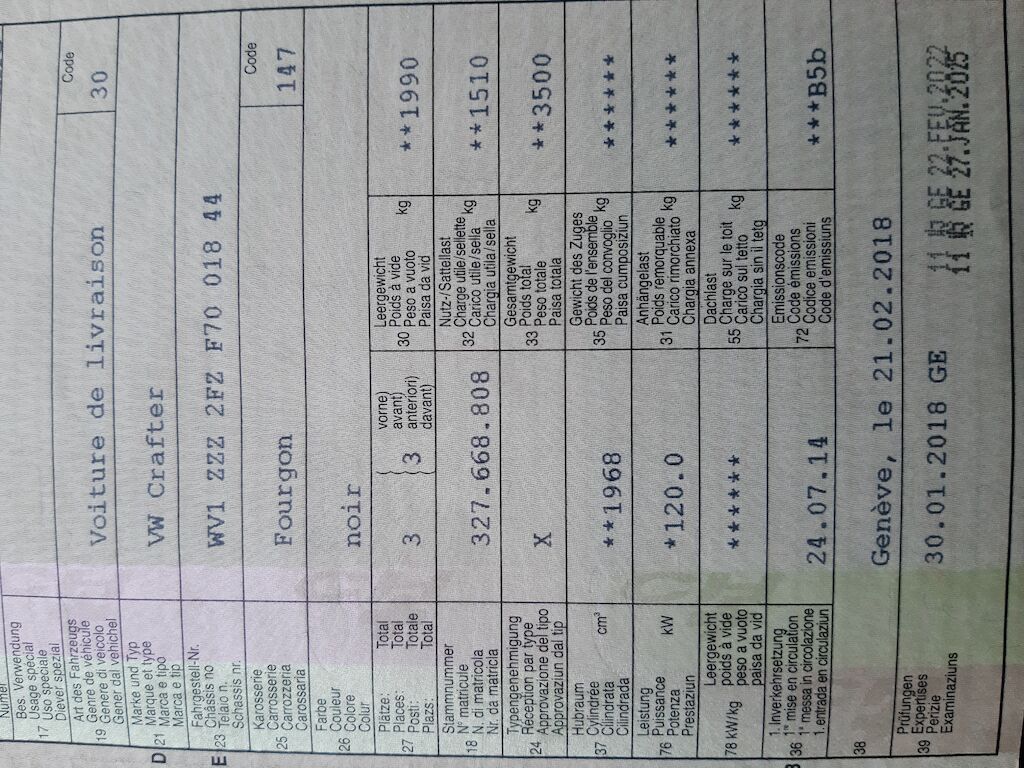 Bes. Verwendung
Usage spécial
17 Uso speciale
Diever spezial
Art des Fahrzeugs
Genre de véhicule
19 Genere di veicolo
Gener dal vehichel
Voiture de livraison
Code
30
Marke und Typ
Marque et type
D 21 Marca e tipo
Marca e tip
VW Crafter
Fahrgestell-Nr.
Châssis no
E 23 Telaio n.
Schassis nr.
WV1 ZZZ 2FZ F70 018 44
Karosserie
Carrosserie
25 Carrozzeria
Carossaria
Fourgon
Code
147
Farbe
Couleur
26 Colore
Colur
noir
Plätze: Total
Places: Total
27 Posti: Totale
Plazs: Total
3
3
vorne)
avant)
anteriori)
davant)
Leergewicht
Poids à vide
30 Peso a vuoto kg
Paisa da vid
**1990
Stammnummer
N° matricule
18 N. di matricola
Nr. da matricla
327.668.808
Nutz-/Sattellast
Charge utile/sellette
32 Carico utile/sella kg
Chargia utila/sella
**1510
Typengenehmigung
Réception par type
24 Approvazione del tipo
Approvaziun dal tip
X
Gesamtgewicht
Poids total
33 Peso totale kg
Paisa totala
**3500
Hubraum
Cylindrée
37 Cilindrata cm³
Cilindrada
**1968
Gewicht des Zuges
Poids de l'ensemble
35 Peso del convoglio kg
Paisa cumposiziun
******
Leistung
Puissance
76 Potenza kW
Prestaziun
*120.0
Anhängelast
Poids remorquable
31 Carico rimorchiato kg
Chargia annexa
******
Leergewicht
poids à vide
78 kW/kg peso a vuoto
paisa da vid
******
Dachlast
Charge sur le toit
55 Carico sul tetto kg
Chargia sin il tetg
*******
1. Inverkehrsetzung
1re mise en circulation
36 1a messa in circolazione
1. entrada en circulaziun
24.07.14
Emissionscode
Code émissions
72 Codice emissioni
Code d'emissiuns
***B5b
38
Genève, le 21.02.2018
Prüfungen
Expertises
39 Perizie
Examinaziuns
30.01.2018 GE
GE 22.FEV.2022
GE 27.JAN.2025